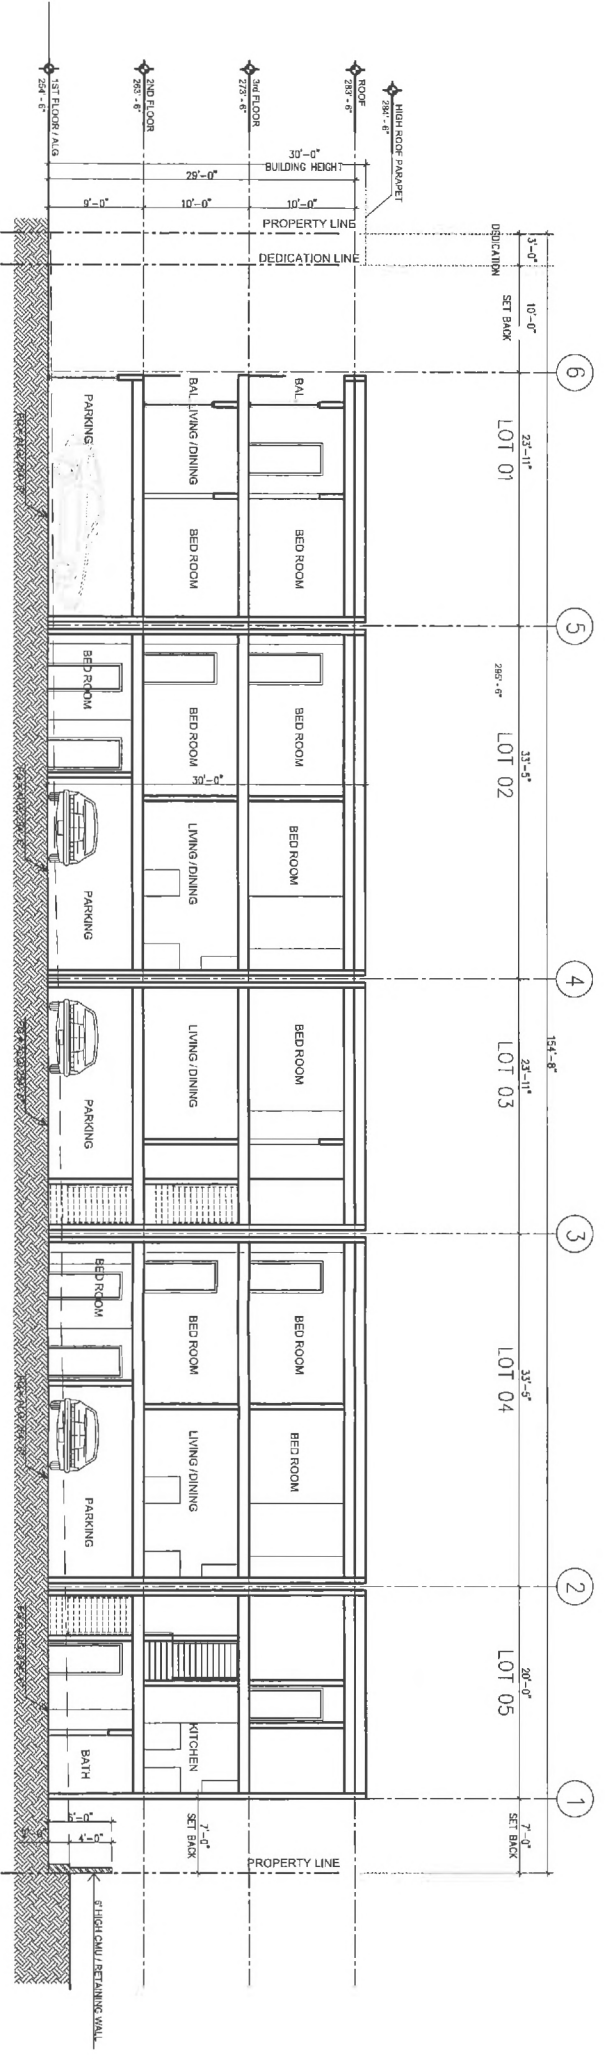 154'-8"
3'-0"
DEDICATION
10'-0"
SET BACK
23'-11"
33'-5"
23'-11"
33'-5"
20'-0"
7'-0"
SET BACK
6
5
4
3
2
1
LOT 01
LOT 02
LOT 03
LOT 04
LOT 05
295'-6"
HIGH ROOF PARAPET
284'-6"
ROOF
283'-6"
3rd FLOOR
273'-6"
2ND FLOOR
263'-6"
1ST FLOOR / ALG
254'-6"
30'-0"
BUILDING HEIGHT
29'-0"
10'-0"
10'-0"
9'-0"
PROPERTY LINE
DEDICATION LINE
BAL.
BED ROOM
BED ROOM
BED ROOM
BED ROOM
BED ROOM
BED ROOM
BAL.
LIVING/DINING
BED ROOM
BED ROOM
LIVING/DINING
LIVING/DINING
BED ROOM
LIVING/DINING
KITCHEN
30'-0"
PARKING
BED ROOM
PARKING
PARKING
BED ROOM
PARKING
BATH
PROPERTY LINE
7'-0"
SET BACK
6'-0"
4'-0"
6' HIGH CMU / RETAINING WALL